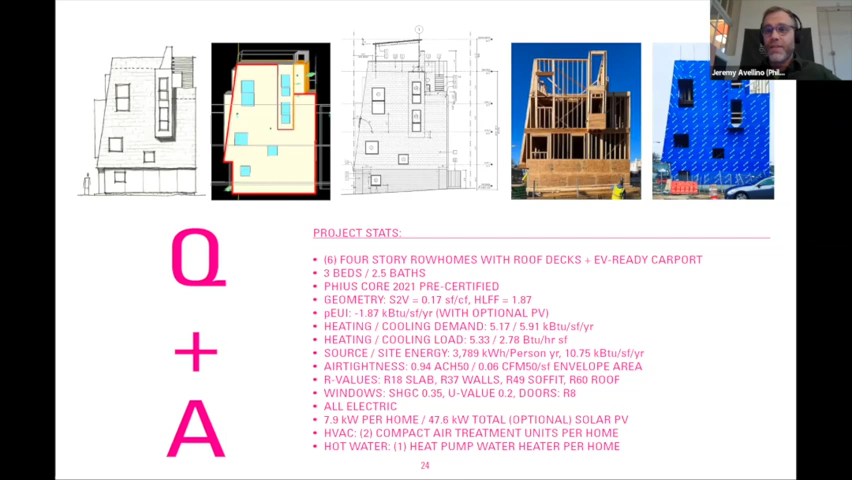 Jeremy Avellino (Phil...
Q
+
A
PROJECT STATS:
• (6) FOUR STORY ROWHOMES WITH ROOF DECKS + EV-READY CARPORT
• 3 BEDS / 2.5 BATHS
• PHIUS CORE 2021 PRE-CERTIFIED
• GEOMETRY: S2V = 0.17 sf/cf, HLFF = 1.87
• pEUI: -1.87 kBtu/sf/yr (WITH OPTIONAL PV)
• HEATING / COOLING DEMAND: 5.17 / 5.91 kBtu/sf/yr
• HEATING / COOLING LOAD: 5.33 / 2.78 Btu/hr sf
• SOURCE / SITE ENERGY: 3,789 kWh/Person yr, 10.75 kBtu/sf/yr
• AIRTIGHTNESS: 0.94 ACH50 / 0.06 CFM50/sf ENVELOPE AREA
• R-VALUES: R18 SLAB, R37 WALLS, R49 SOFFIT, R60 ROOF
• WINDOWS: SHGC 0.35, U-VALUE 0.2, DOORS: R8
• ALL ELECTRIC
• 7.9 kW PER HOME / 47.6 kW TOTAL (OPTIONAL) SOLAR PV
• HVAC: (2) COMPACT AIR TREATMENT UNITS PER HOME
• HOT WATER: (1) HEAT PUMP WATER HEATER PER HOME
24